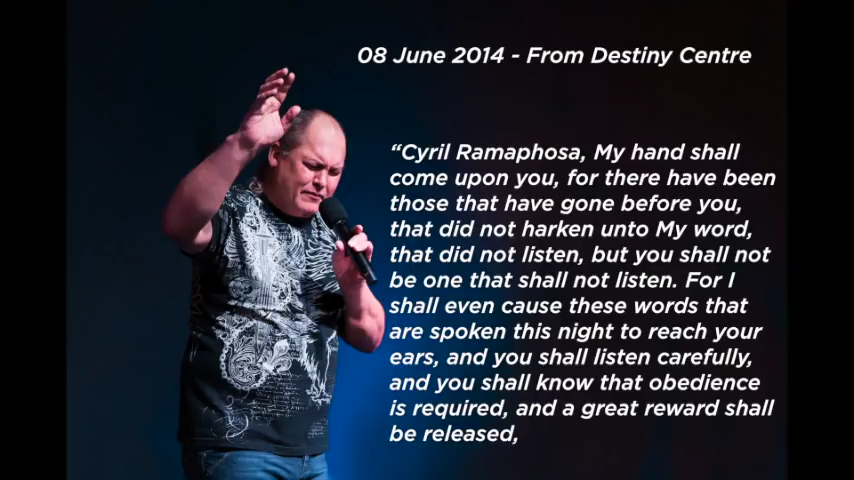 08 June 2014 - From Destiny Centre
“Cyril Ramaphosa, My hand shall
come upon you, for there have been
those that have gone before you,
that did not harken unto My word,
that did not listen, but you shall not
be one that shall not listen. For I
shall even cause these words that
are spoken this night to reach your
ears, and you shall listen carefully,
and you shall know that obedience
is required, and a great reward shall
be released,